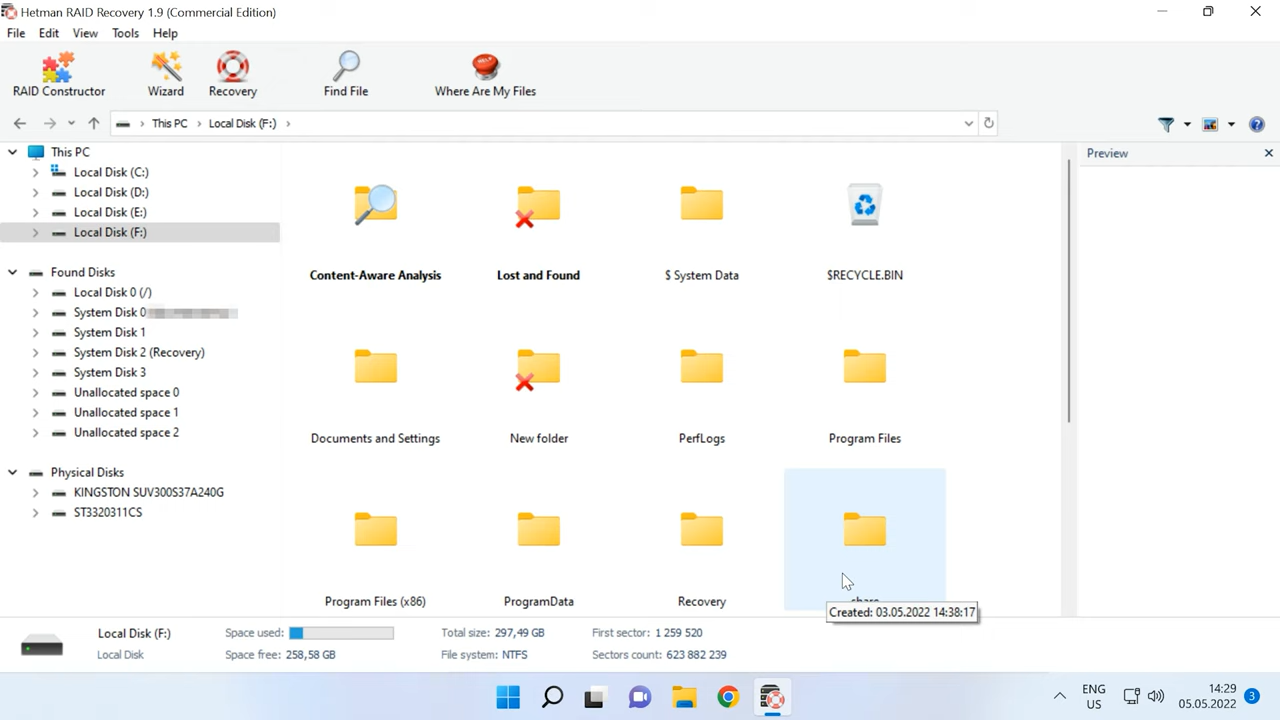 Hetman RAID Recovery 1.9 (Commercial Edition)
File Edit View Tools Help
RAID Constructor Wizard Recovery Find File Where Are My Files
This PC Local Disk (F:)
Preview
This PC
Local Disk (C:)
Local Disk (D:)
Local Disk (E:)
Local Disk (F:)
Found Disks
Local Disk 0 (/)
System Disk 0
System Disk 1
System Disk 2 (Recovery)
System Disk 3
Unallocated space 0
Unallocated space 1
Unallocated space 2
Physical Disks
KINGSTON SUV300S37A240G
ST3320311CS
Content-Aware Analysis Lost and Found $ System Data $RECYCLE.BIN
Documents and Settings New folder PerfLogs Program Files
Program Files (x86) ProgramData Recovery share
Created: 03.05.2022 14:38:17
Local Disk (F:) Space used: Total size: 297,49 GB First sector: 1 259 520
Local Disk Space free: 258,58 GB File system: NTFS Sectors count: 623 882 239
ENG 14:29
US 05.05.2022 3